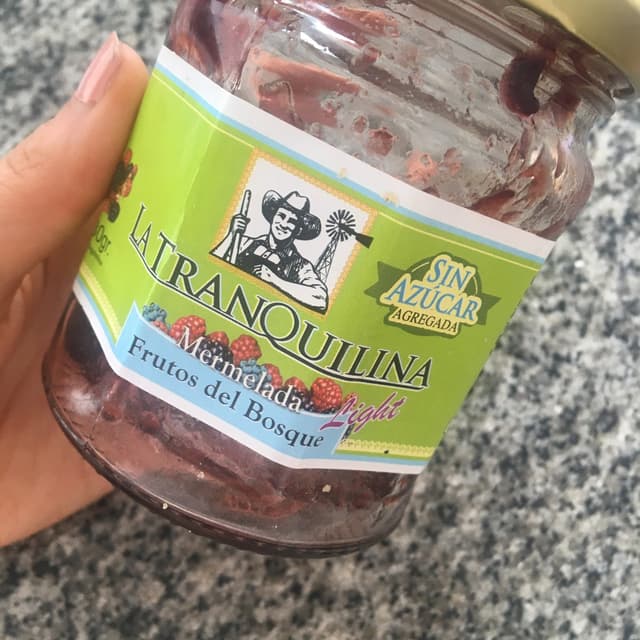 LA TRANQUILINA
SIN
AZUCAR
AGREGADA
Mermelada
Light
Frutos del Bosque